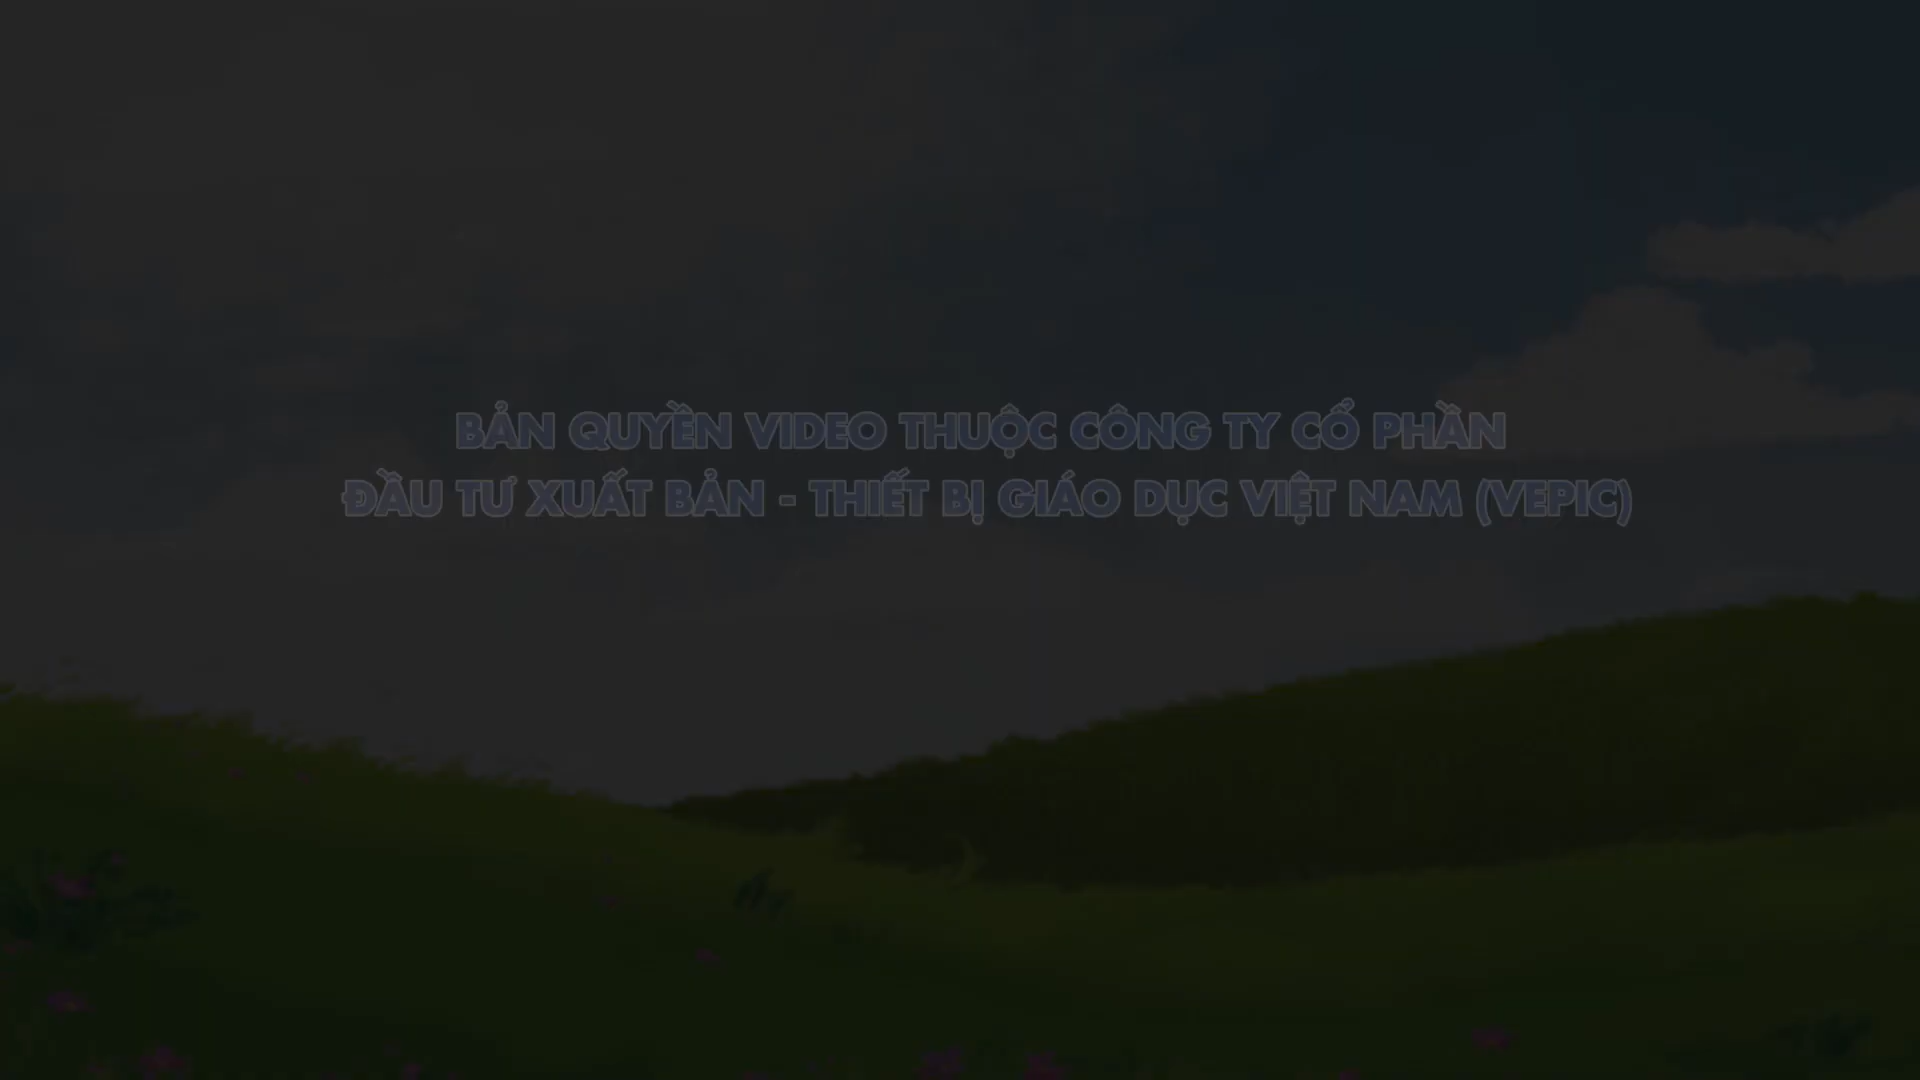 BẢN QUYỀN VIDEO THUỘC CÔNG TY CỔ PHẦN
ĐẦU TƯ XUẤT BẢN - THIẾT BỊ GIÁO DỤC VIỆT NAM (VEPIC)